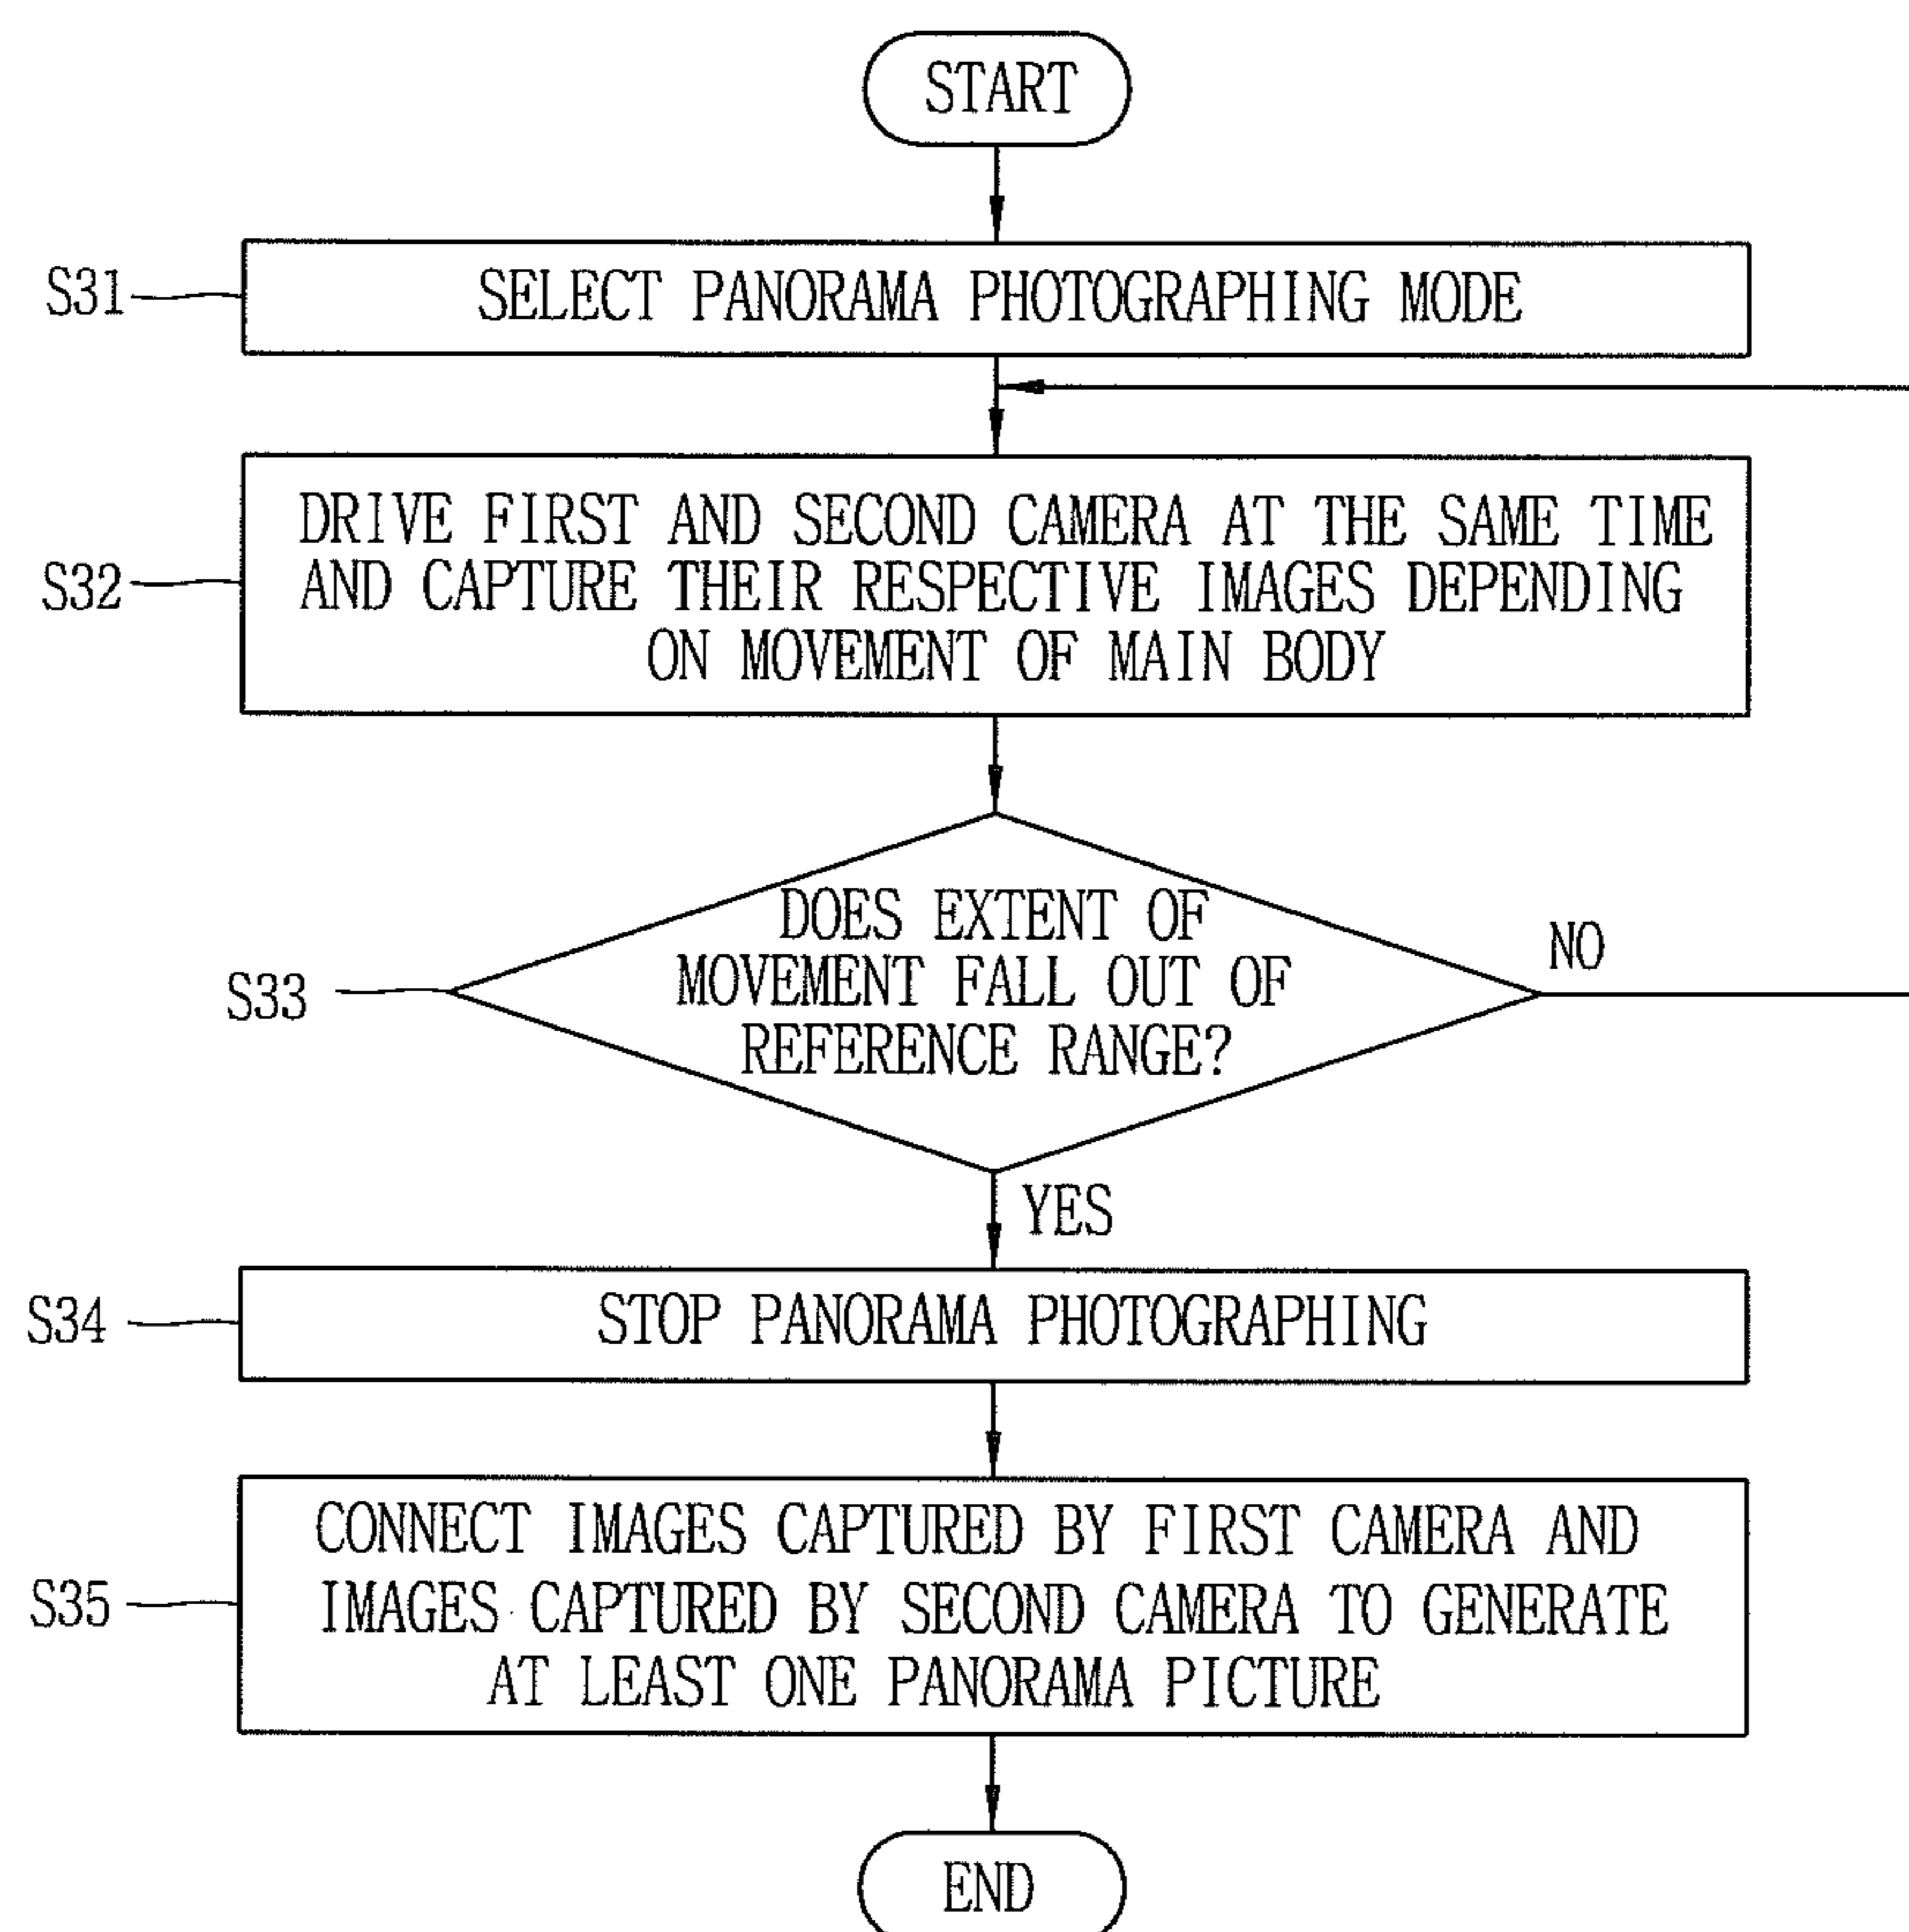 START
S31
SELECT PANORAMA PHOTOGRAPHING MODE
S32
DRIVE FIRST AND SECOND CAMERA AT THE SAME TIME
AND CAPTURE THEIR RESPECTIVE IMAGES DEPENDING
ON MOVEMENT OF MAIN BODY
S33
DOES EXTENT OF
MOVEMENT FALL OUT OF
REFERENCE RANGE?
NO
YES
S34
STOP PANORAMA PHOTOGRAPHING
S35
CONNECT IMAGES CAPTURED BY FIRST CAMERA AND
IMAGES CAPTURED BY SECOND CAMERA TO GENERATE
AT LEAST ONE PANORAMA PICTURE
END